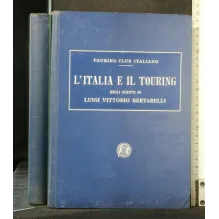 TOURING CLUB ITALIANO
L'ITALIA E IL TOURING
NEGLI SCRITTI DI
LUIGI VITTORIO BERTARELLI